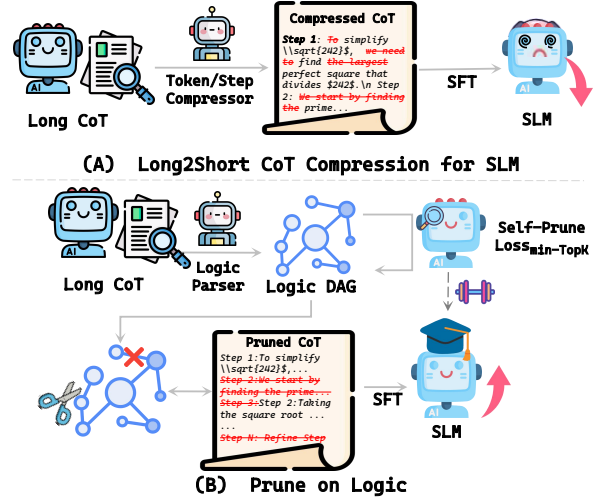 Compressed CoT
Step 1: To simplify
\\sqrt{242}$, we need
to find the largest
perfect square that
divides $242$.\n Step
2: We start by finding
the prime...
AI
Long CoT
Token/Step
Compressor
SFT
AI
SLM
(A) Long2Short CoT Compression for SLM
AI
Long CoT
Logic
Parser
Logic DAG
AI
Self-Prune
Loss min-TopK
Pruned CoT
Step 1:To simplify
\\sqrt{242}$,...
Step 2:We start by
finding the prime...
Step 3:Step 2:Taking
the square root ...
...
Step N: Refine Step
SFT
AI
SLM
(B) Prune on Logic